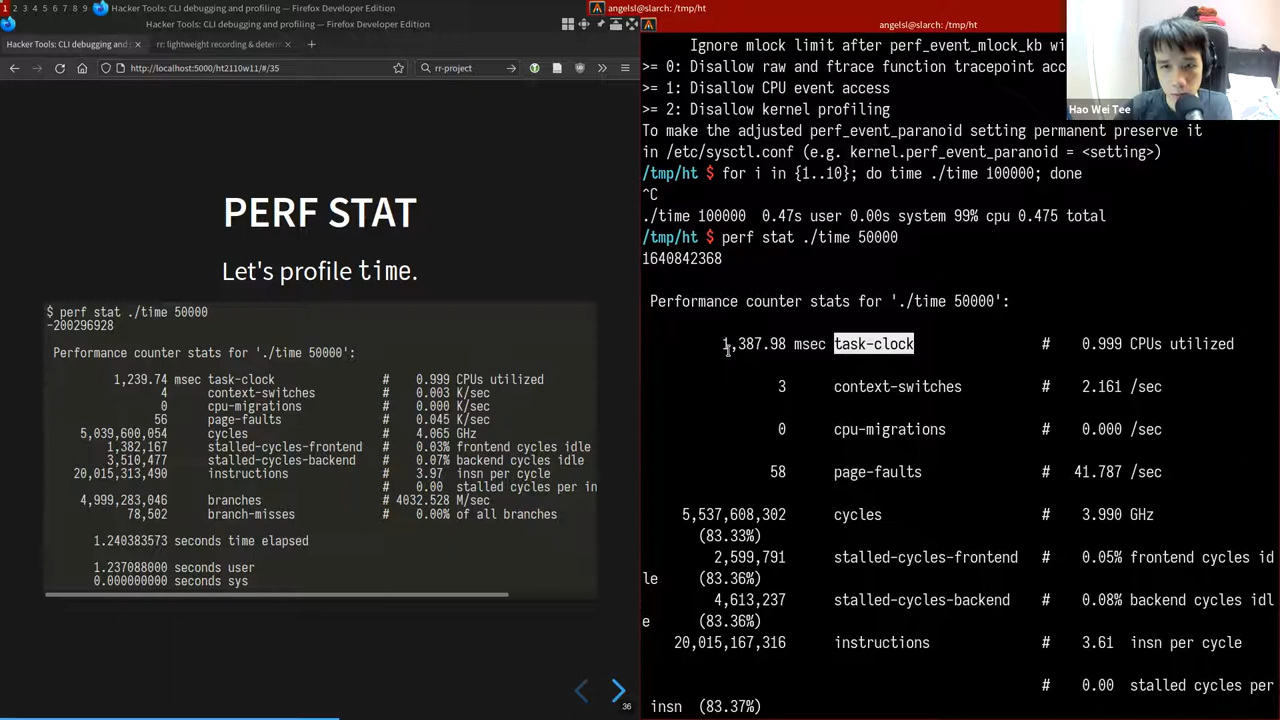 1 2 3 4 5 6 7 8 9 Hacker Tools: CLI debugging and profiling — Firefox Developer Edition
Hacker Tools: CLI debugging and profiling — Firefox Developer Edition
Hacker Tools: CLI debugging and p
rr: lightweight recording & determ
http://localhost:5000/ht2110w11/#/35
rr-project
PERF STAT
Let's profile time.
$ perf stat ./time 50000
-200296928
Performance counter stats for './time 50000':
1,239.74 msec task-clock # 0.999 CPUs utilized
4 context-switches # 0.003 K/sec
0 cpu-migrations # 0.000 K/sec
56 page-faults # 0.045 K/sec
5,039,600,054 cycles # 4.065 GHz
1,382,167 stalled-cycles-frontend # 0.03% frontend cycles idle
3,510,477 stalled-cycles-backend # 0.07% backend cycles idle
20,015,313,490 instructions # 3.97 insn per cycle
# 0.00 stalled cycles per in
4,999,283,046 branches # 4032.528 M/sec
78,502 branch-misses # 0.00% of all branches
1.240383573 seconds time elapsed
1.237088000 seconds user
0.000000000 seconds sys
36
angelsl@slarch: /tmp/ht
angelsl@slarch: /tmp/ht
Ignore mlock limit after perf_event_mlock_kb wi
>= 0: Disallow raw and ftrace function tracepoint acc
>= 1: Disallow CPU event access
>= 2: Disallow kernel profiling
To make the adjusted perf_event_paranoid setting permanent preserve it
in /etc/sysctl.conf (e.g. kernel.perf_event_paranoid = <setting>)
/tmp/ht $ for i in {1..10}; do time ./time 100000; done
^C
./time 100000 0.47s user 0.00s system 99% cpu 0.475 total
/tmp/ht $ perf stat ./time 50000
1640842368
Performance counter stats for './time 50000':
1,387.98 msec task-clock # 0.999 CPUs utilized
3 context-switches # 2.161 /sec
0 cpu-migrations # 0.000 /sec
58 page-faults # 41.787 /sec
5,537,608,302 cycles # 3.990 GHz
(83.33%)
2,599,791 stalled-cycles-frontend # 0.05% frontend cycles id
le (83.36%)
4,613,237 stalled-cycles-backend # 0.08% backend cycles idl
e (83.36%)
20,015,167,316 instructions # 3.61 insn per cycle
# 0.00 stalled cycles per
insn (83.37%)
Hao Wei Tee